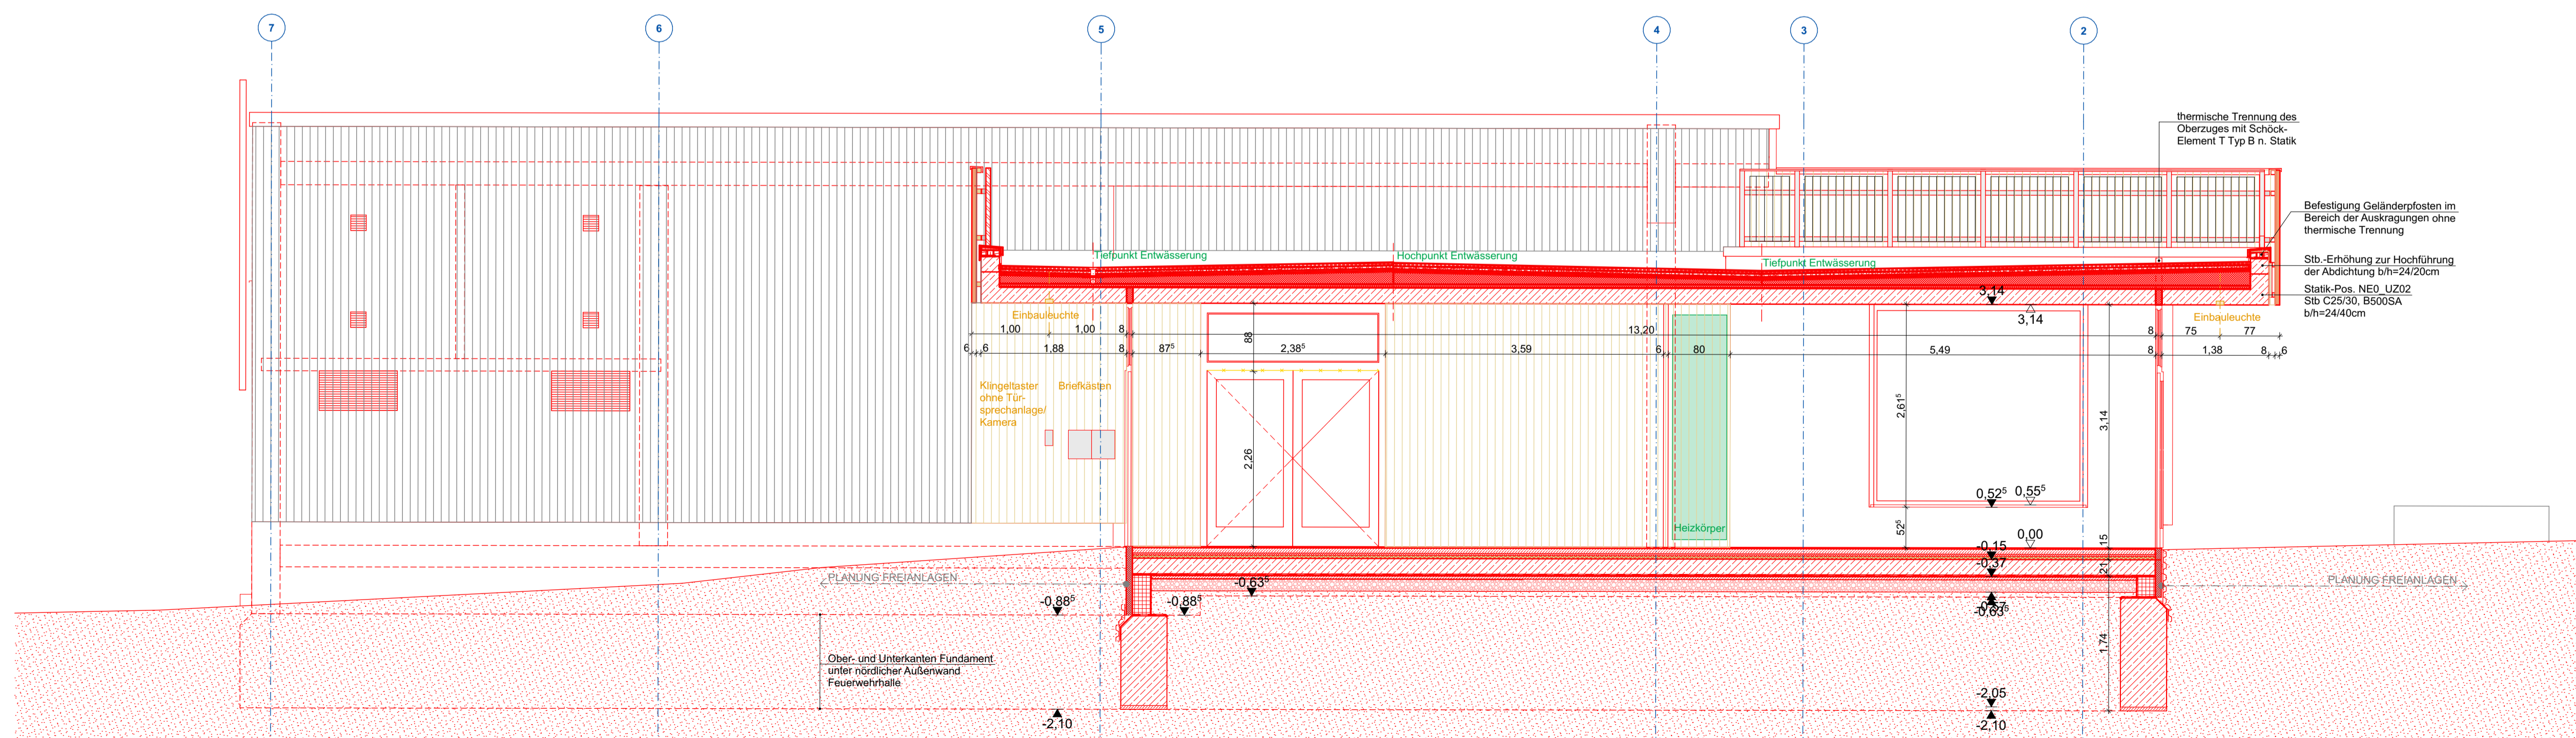 7
6
5
4
3
2
thermische Trennung des
Oberzuges mit Schöck-
Element T Typ B n. Statik
Befestigung Geländerpfosten im
Bereich der Auskragungen ohne
thermische Trennung
Stb.-Erhöhung zur Hochführung
der Abdichtung b/h=24/20cm
Statik-Pos. NE0_UZ02
Stb C25/30, B500SA
b/h=24/40cm
Tiefpunkt Entwässerung
Hochpunkt Entwässerung
Tiefpunkt Entwässerung
3,14
3,14
Einbauleuchte
Einbauleuchte
1,00
1,00
8
13,20
8
75
77
6
6
1,88
8
87⁵
88
2,38⁵
3,59
6
80
5,49
8
1,38
8
6
Klingeltaster
ohne Tür-
sprechanlage/
Kamera
Briefkästen
2,26
2,61⁵
3,14
0,52⁵
0,55⁵
Heizkörper
52⁵
0,00
15
-0,15
-0,37
21
PLANUNG FREIANLAGEN
PLANUNG FREIANLAGEN
-0,63⁵
-0,88⁵
-0,88⁵
-0,57
-0,63⁵
1,74
Ober- und Unterkanten Fundament
unter nördlicher Außenwand
Feuerwehrhalle
-2,05
-2,10
-2,10